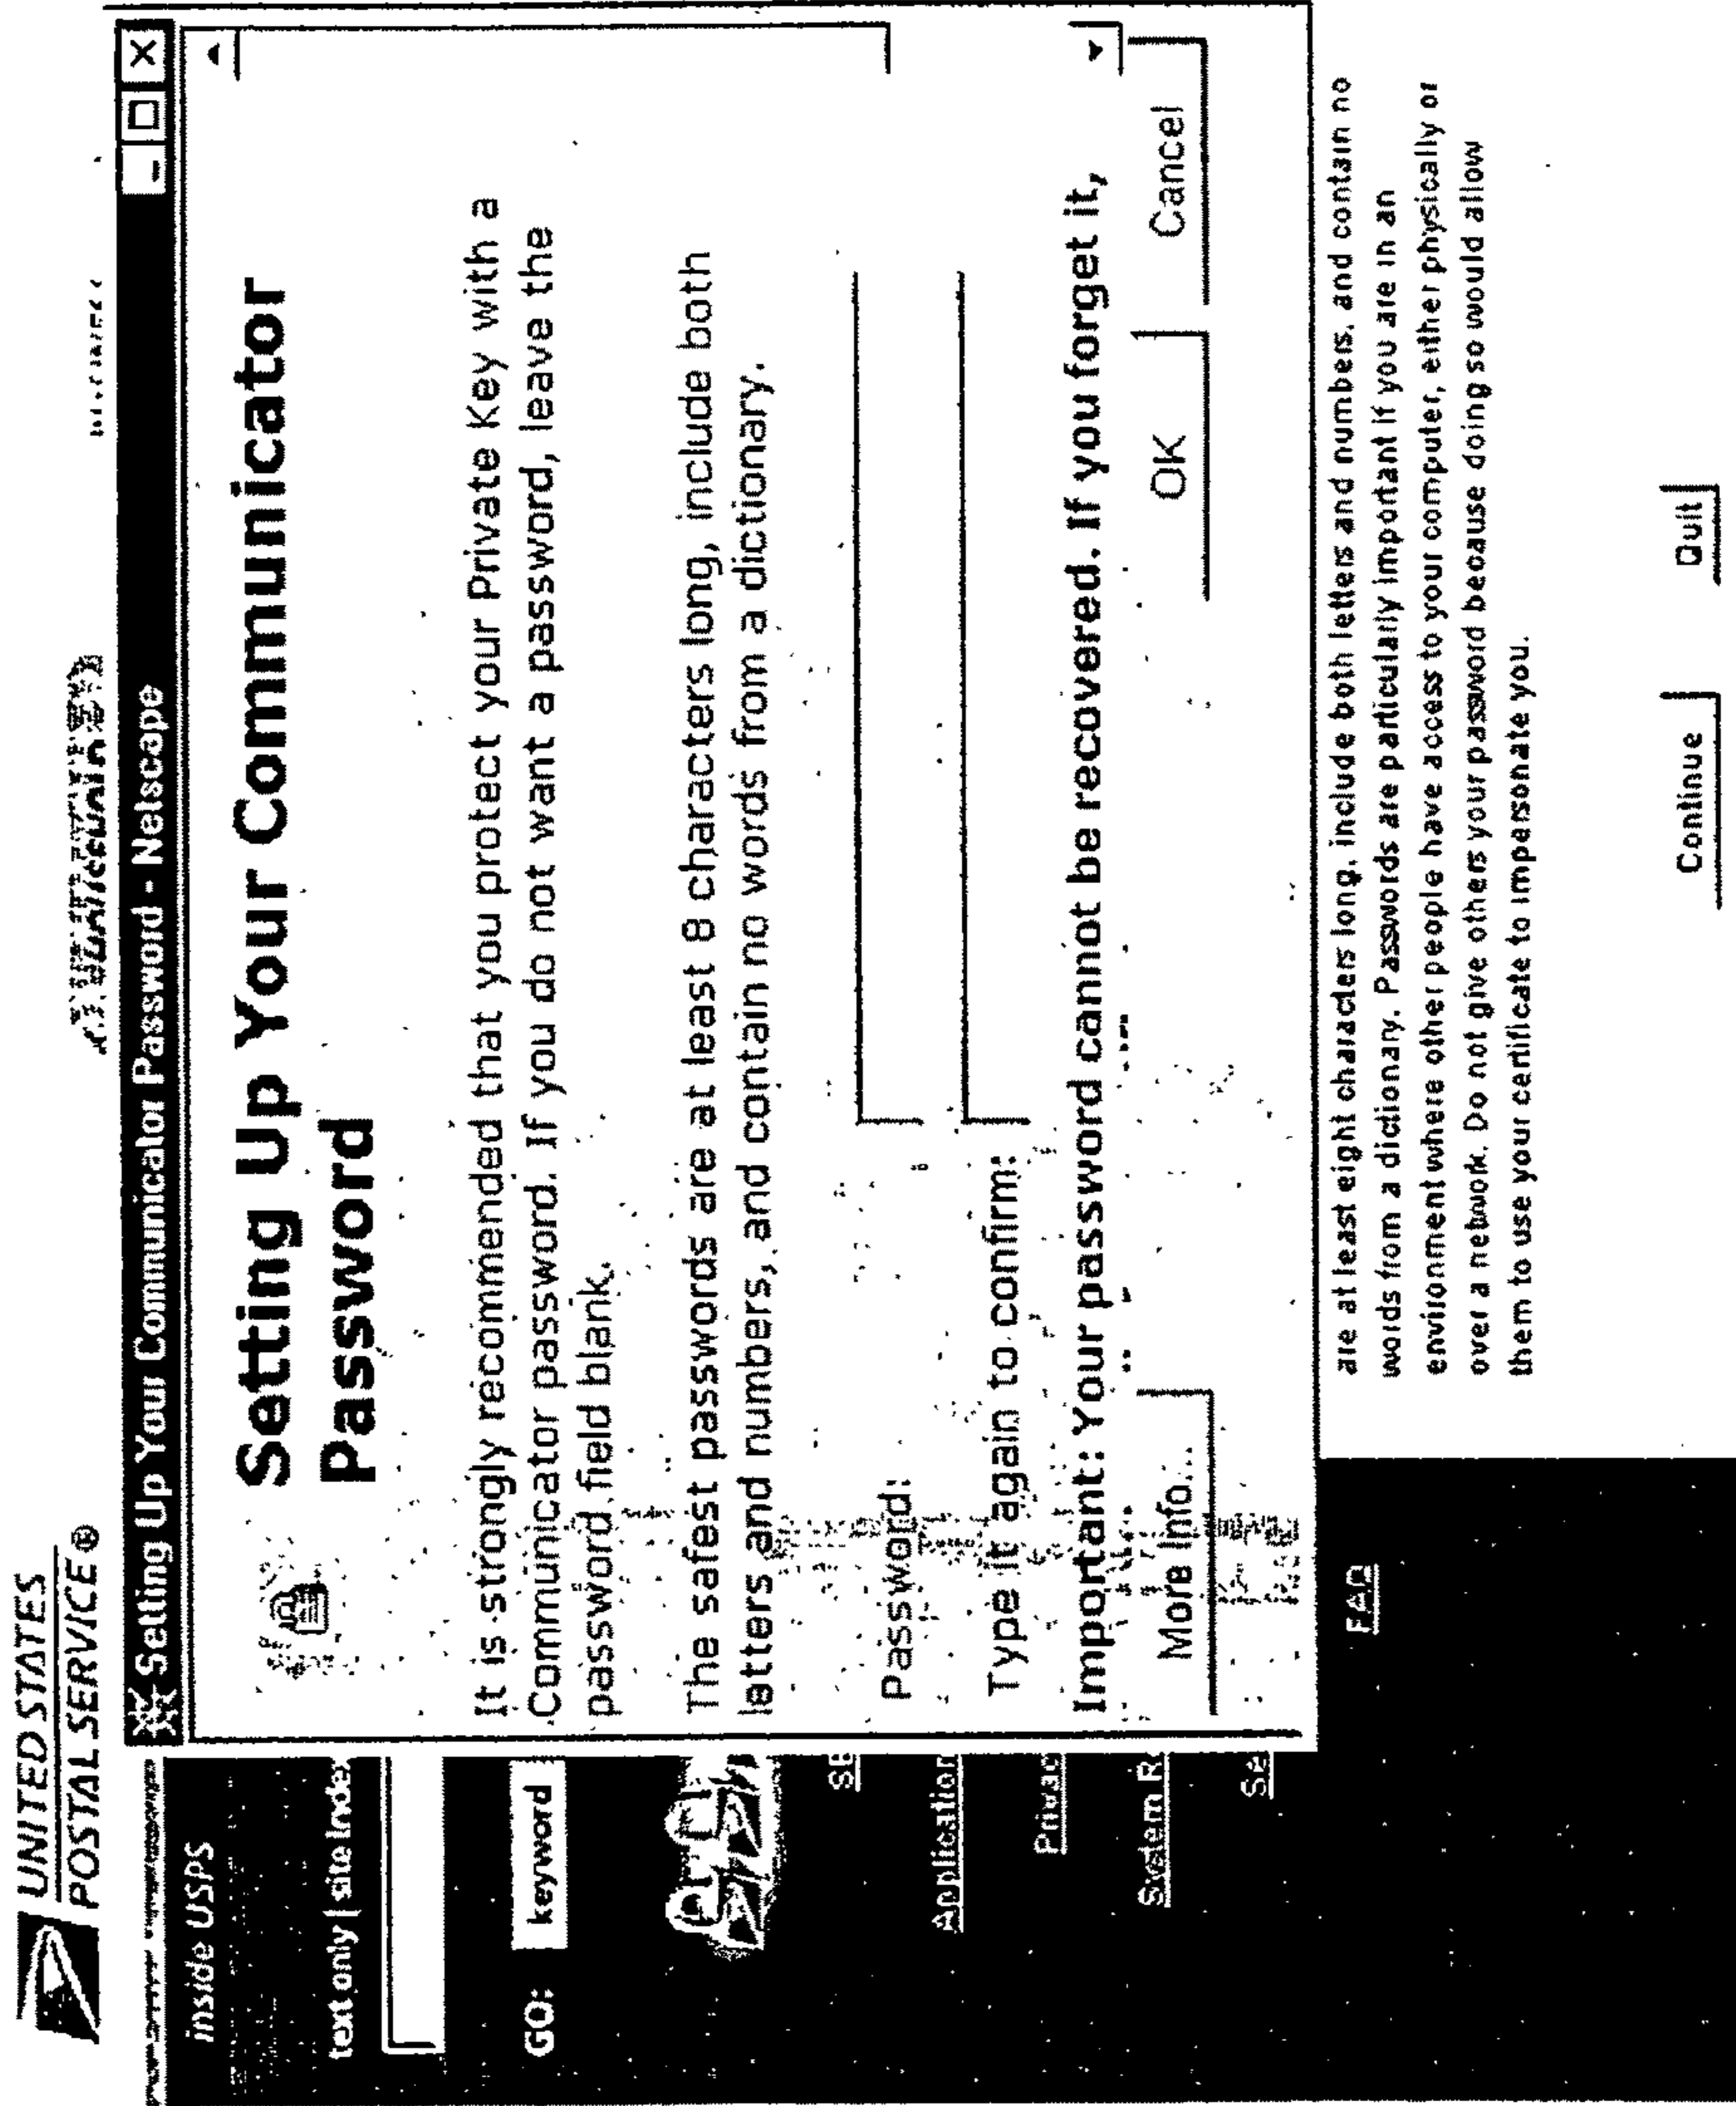 UNITED STATES
POSTAL SERVICE ®
Setting Up Your Communicator Password - Netscape
inside USPS
text only | site index
GO: keyword
Application
System R
FAQ
Setting Up Your Communicator
Password
It is strongly recommended that you protect your Private Key with a
Communicator password. If you do not want a password, leave the
password field blank.
The safest passwords are at least 8 characters long, include both
letters and numbers, and contain no words from a dictionary.
Password:
Type it again to confirm:
Important: Your password cannot be recovered. If you forget it,
More Info...
OK
Cancel
are at least eight characters long, include both letters and numbers, and contain no
words from a dictionary. Passwords are particularly important if you are in an
environment where other people have access to your computer, either physically or
over a network. Do not give others your password because doing so would allow
them to use your certificate to impersonate you.
Continue
Quit